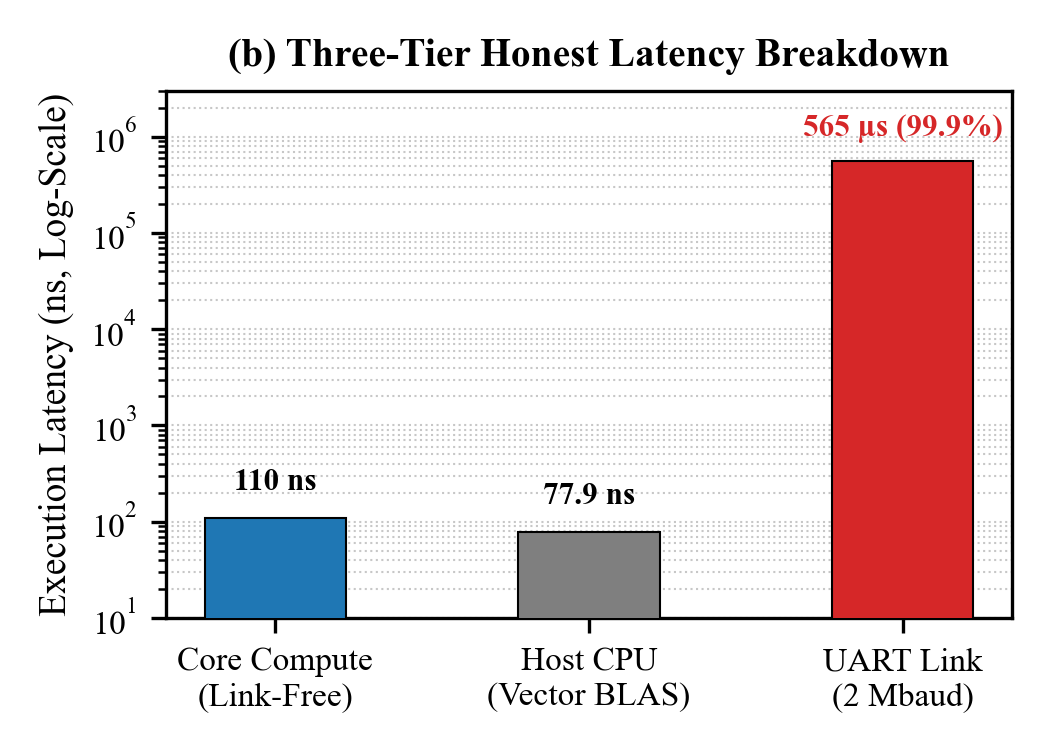 (b) Three-Tier Honest Latency Breakdown
Execution Latency (ns, Log-Scale)
10^6
10^5
10^4
10^3
10^2
10^1
110 ns
77.9 ns
565 μs (99.9%)
Core Compute
(Link-Free)
Host CPU
(Vector BLAS)
UART Link
(2 Mbaud)